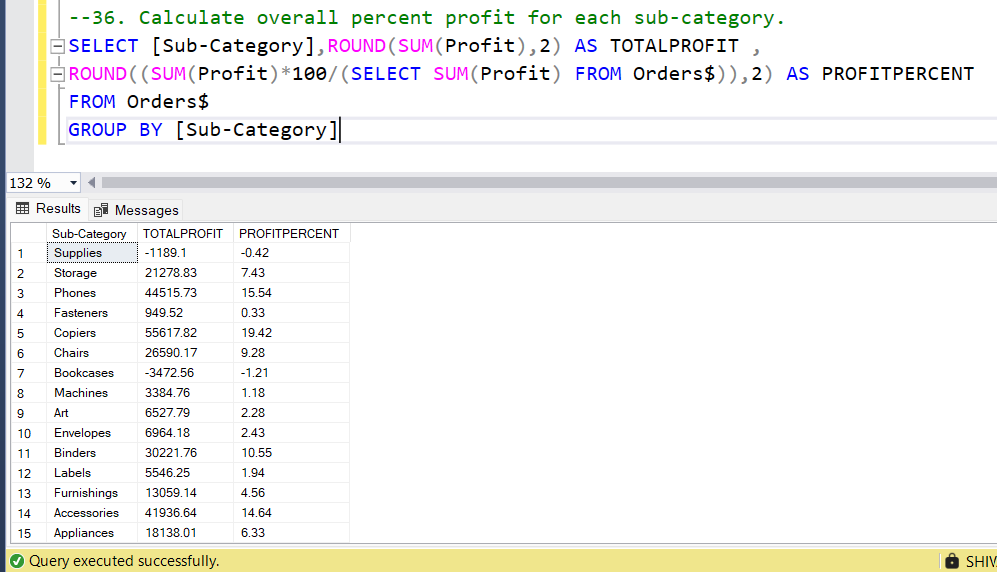 --36. Calculate overall percent profit for each sub-category.
SELECT [Sub-Category],ROUND(SUM(Profit),2) AS TOTALPROFIT ,
ROUND((SUM(Profit)*100/(SELECT SUM(Profit) FROM Orders$)),2) AS PROFITPERCENT
FROM Orders$
GROUP BY [Sub-Category]
132 %
Results Messages
Sub-Category TOTALPROFIT PROFITPERCENT
1 Supplies -1189.1 -0.42
2 Storage 21278.83 7.43
3 Phones 44515.73 15.54
4 Fasteners 949.52 0.33
5 Copiers 55617.82 19.42
6 Chairs 26590.17 9.28
7 Bookcases -3472.56 -1.21
8 Machines 3384.76 1.18
9 Art 6527.79 2.28
10 Envelopes 6964.18 2.43
11 Binders 30221.76 10.55
12 Labels 5546.25 1.94
13 Furnishings 13059.14 4.56
14 Accessories 41936.64 14.64
15 Appliances 18138.01 6.33
Query executed successfully. SHIV